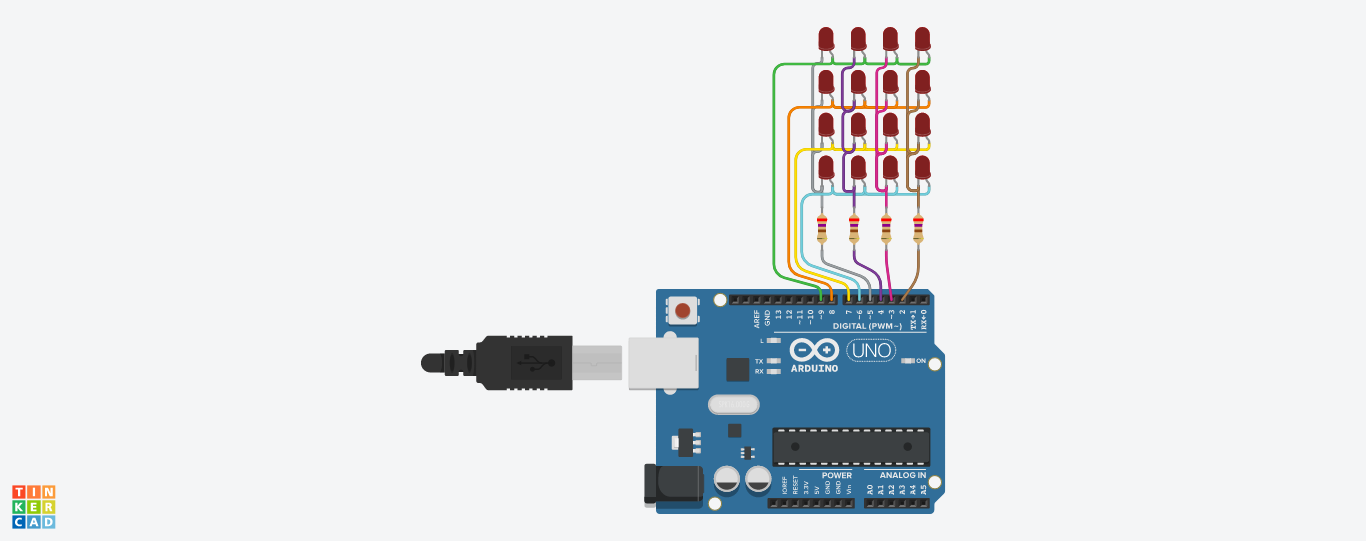 AREF
GND
13
12
~11
~10
~9
8
7
~6
~5
4
~3
2
TX→1
RX←0
DIGITAL (PWM~)
L
TX
RX
ARDUINO
UNO
ON
POWER
ANALOG IN
IOREF
RESET
3.3V
5V
GND
GND
Vin
A0
A1
A2
A3
A4
A5
TIN
KER
CAD